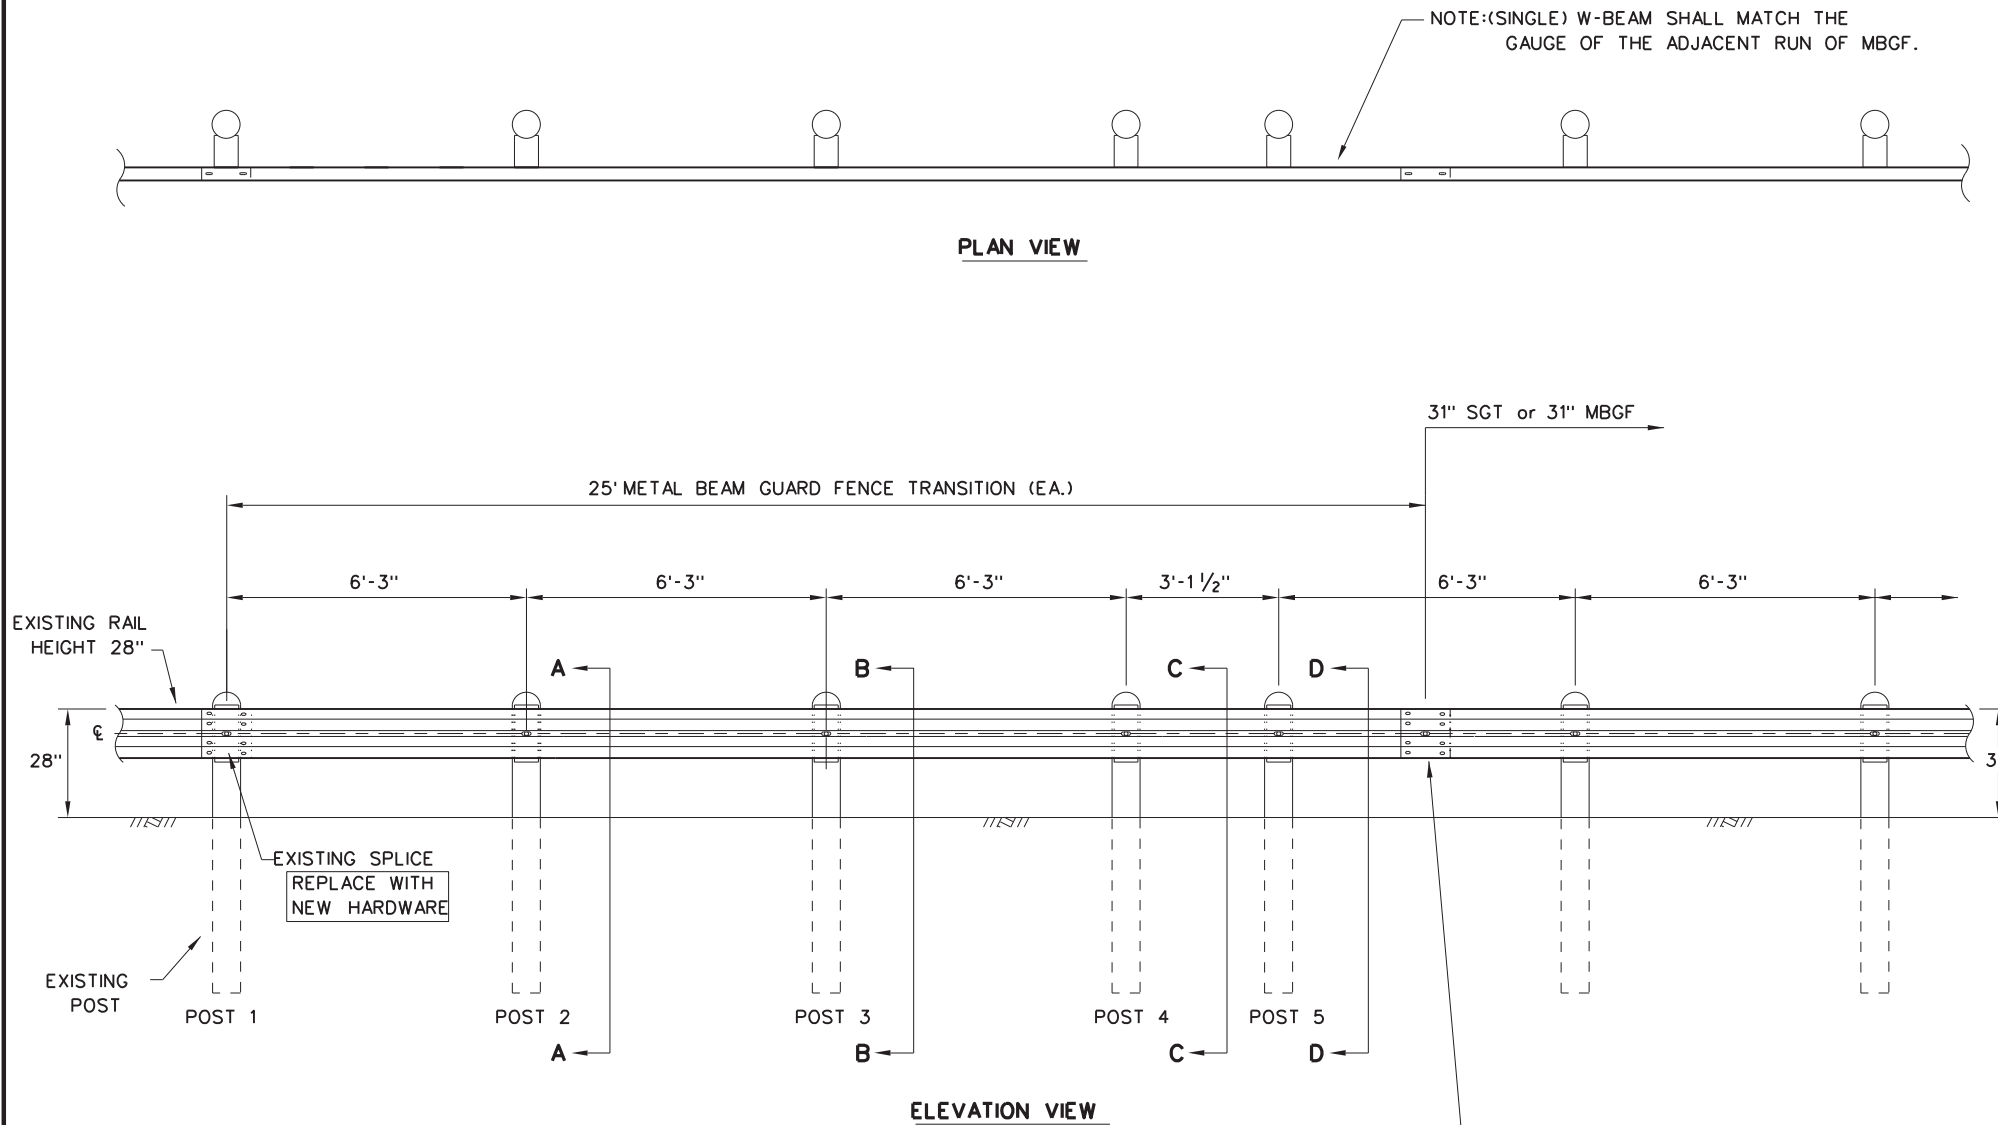 NOTE:(SINGLE) W-BEAM SHALL MATCH THE
GAUGE OF THE ADJACENT RUN OF MBGF.
PLAN VIEW
31" SGT or 31" MBGF
25' METAL BEAM GUARD FENCE TRANSITION (EA.)
6'-3" 6'-3" 6'-3" 3'-1 1/2" 6'-3" 6'-3"
EXISTING RAIL
HEIGHT 28"
A B C D
℄
28"
3
EXISTING SPLICE
REPLACE WITH
NEW HARDWARE
EXISTING
POST
POST 1 POST 2 POST 3 POST 4 POST 5
A B C D
ELEVATION VIEW